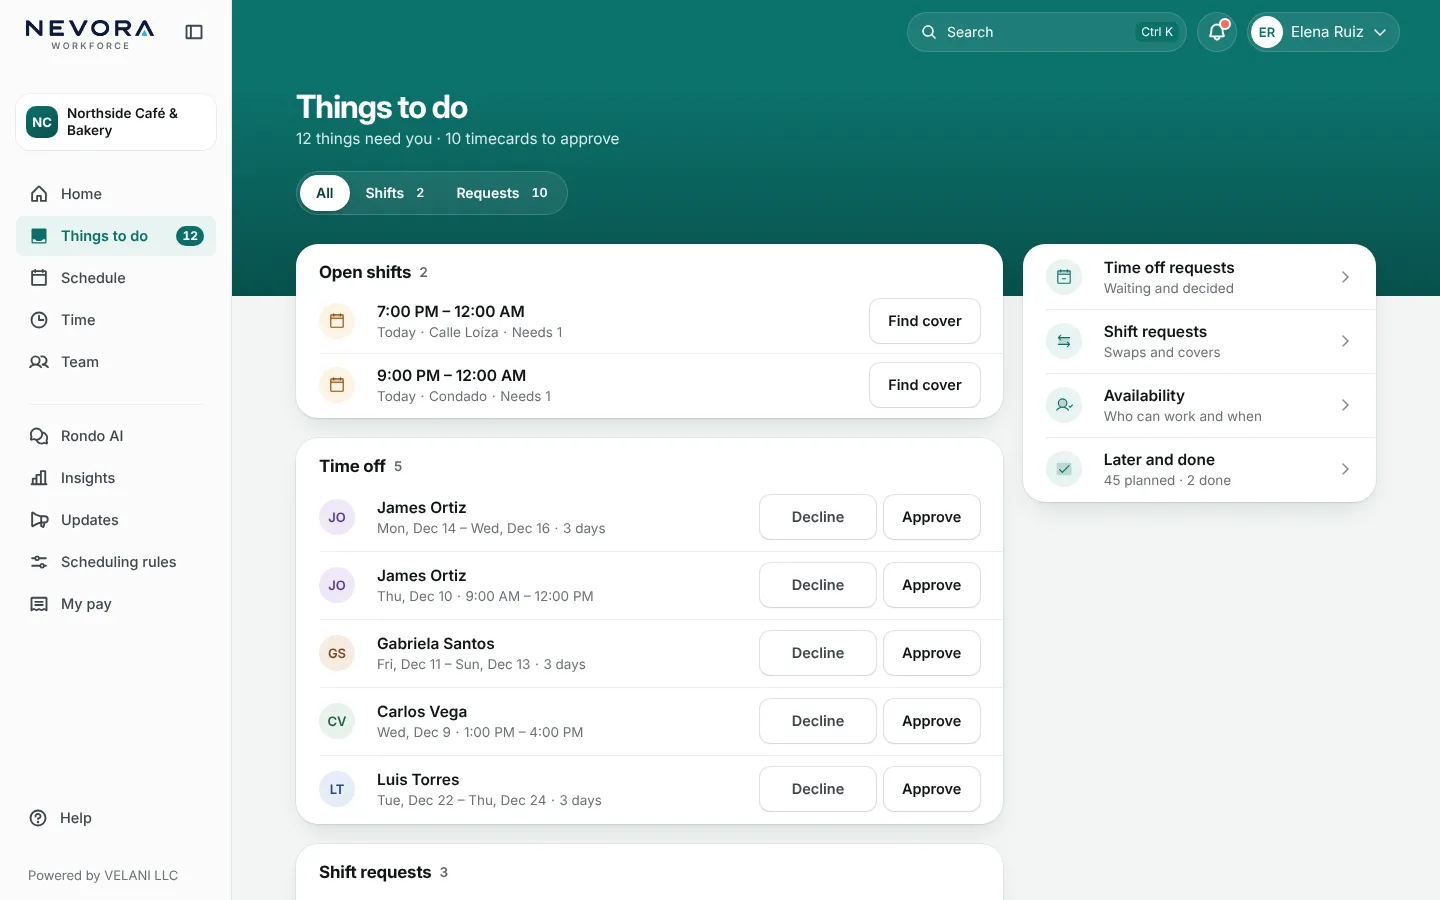 NEVORA
WORKFORCE
NC
Northside Café &
Bakery
Home
Things to do 12
Schedule
Time
Team
Rondo AI
Insights
Updates
Scheduling rules
My pay
Help
Powered by VELANI LLC
Search Ctrl K
ER Elena Ruiz
Things to do
12 things need you · 10 timecards to approve
All Shifts 2 Requests 10
Open shifts 2
7:00 PM – 12:00 AM
Today · Calle Loíza · Needs 1
Find cover
9:00 PM – 12:00 AM
Today · Condado · Needs 1
Find cover
Time off 5
JO
James Ortiz
Mon, Dec 14 – Wed, Dec 16 · 3 days
Decline Approve
JO
James Ortiz
Thu, Dec 10 · 9:00 AM – 12:00 PM
Decline Approve
GS
Gabriela Santos
Fri, Dec 11 – Sun, Dec 13 · 3 days
Decline Approve
CV
Carlos Vega
Wed, Dec 9 · 1:00 PM – 4:00 PM
Decline Approve
LT
Luis Torres
Tue, Dec 22 – Thu, Dec 24 · 3 days
Decline Approve
Shift requests 3
Time off requests
Waiting and decided
Shift requests
Swaps and covers
Availability
Who can work and when
Later and done
45 planned · 2 done